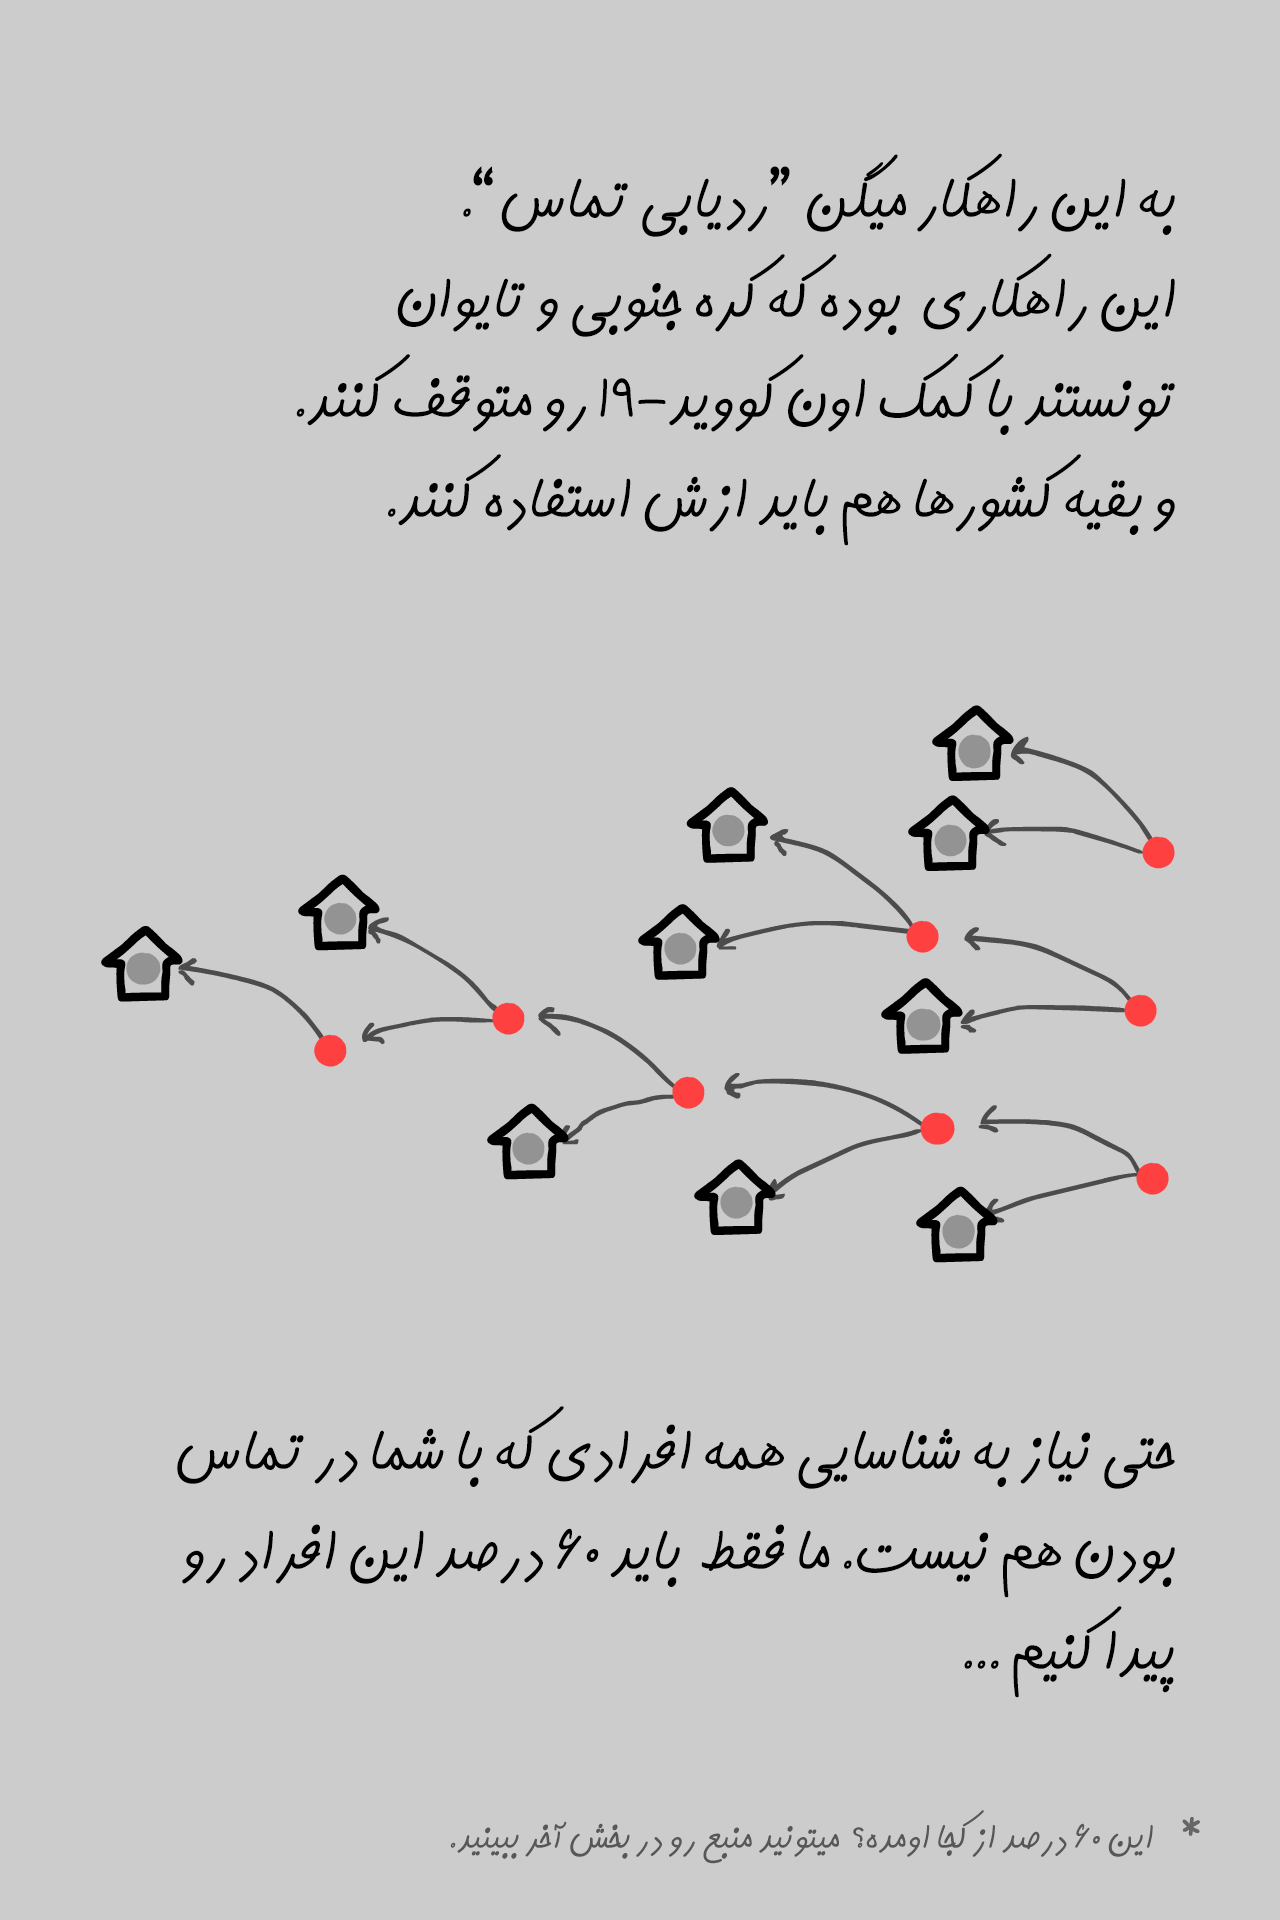 به این راهکار میگن ”ردیابی تماس“.
این راهکاری بوده که کره جنوبی و تایوان
تونستند با کمک اون کووید-۱۹ رو متوقف کنند.
و بقیه کشورها هم باید ازش استفاده کنند.
حتی نیاز به شناسایی همه افرادی که با شما در تماس
بودن هم نیست. ما فقط باید ۶۰ درصد این افراد رو
پیدا کنیم ...
* این ۶۰ درصد از کجا اومده؟ میتونید منبع رو در بخش آخر ببینید.